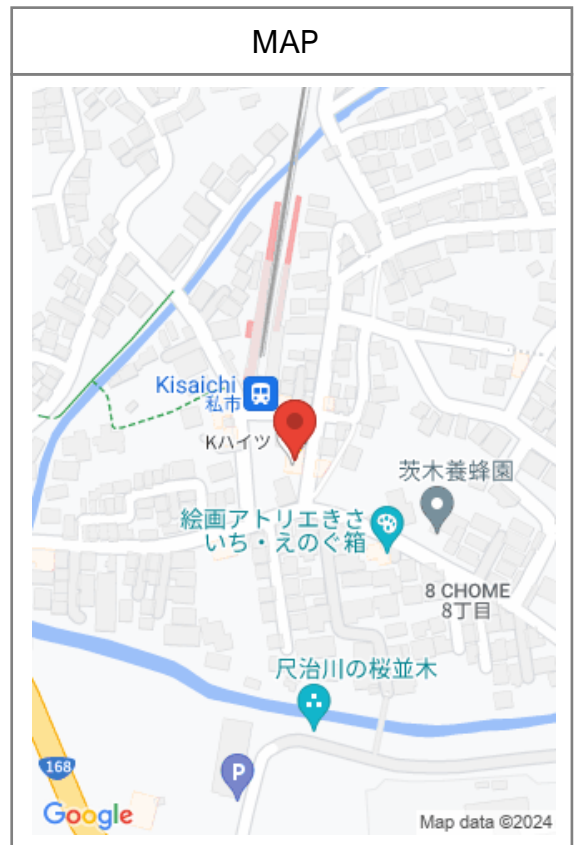 MAP
Kisaichi
私市
Kハイツ
茨木養蜂園
絵画アトリエきさ
いち・えのぐ箱
8 CHOME
8丁目
尺治川の桜並木
P
168
Google
Map data ©2024